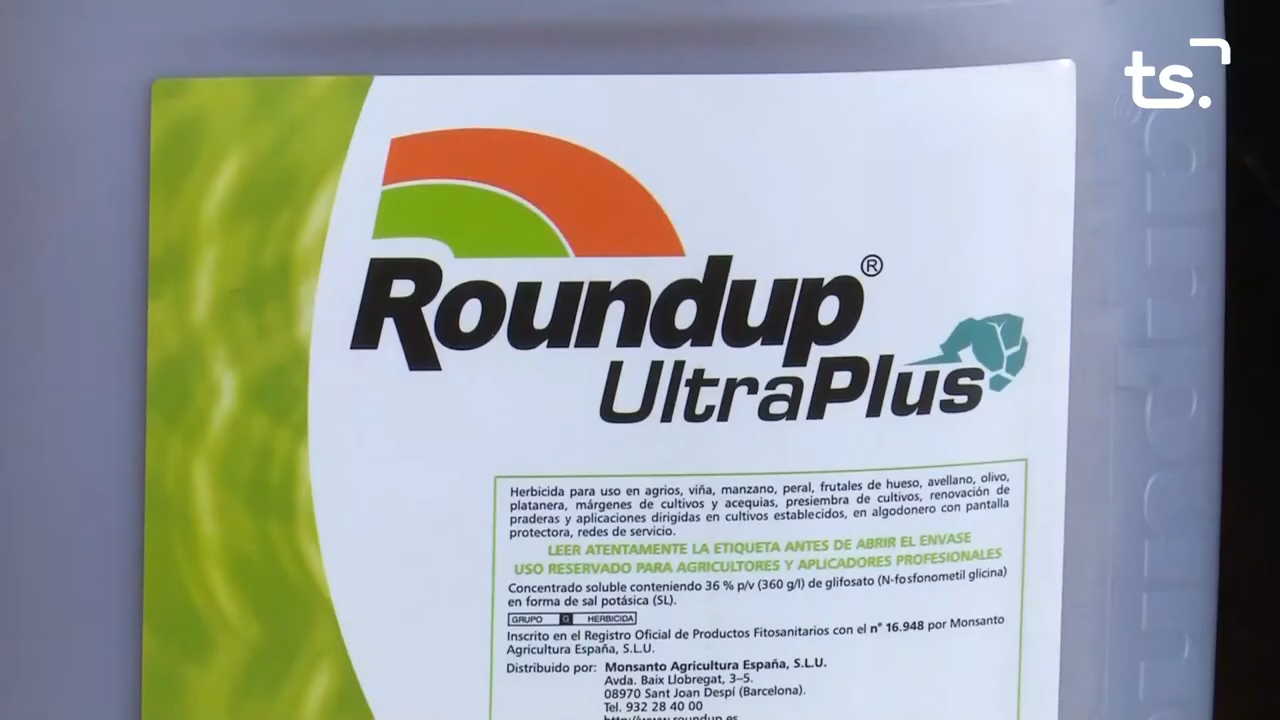 ts.
Roundup®
UltraPlus
Herbicida para uso en agrios, viña, manzano, peral, frutales de hueso, avellano, olivo,
platanera, márgenes de cultivos y acequias, presiembra de cultivos, renovación de
praderas y aplicaciones dirigidas en cultivos establecidos, en algodonero con pantalla
protectora, redes de servicio.
LEER ATENTAMENTE LA ETIQUETA ANTES DE ABRIR EL ENVASE
USO RESERVADO PARA AGRICULTORES Y APLICADORES PROFESIONALES
Concentrado soluble conteniendo 36 % p/v (360 g/l) de glifosato (N-fosfonometil glicina)
en forma de sal potásica (SL).
GRUPO G HERBICIDA
Inscrito en el Registro Oficial de Productos Fitosanitarios con el nº 16.948 por Monsanto
Agricultura España, S.L.U.
Distribuido por: Monsanto Agricultura España, S.L.U.
Avda. Baix Llobregat, 3–5.
08970 Sant Joan Despí (Barcelona).
Tel. 932 28 40 00
http://www.roundup.es